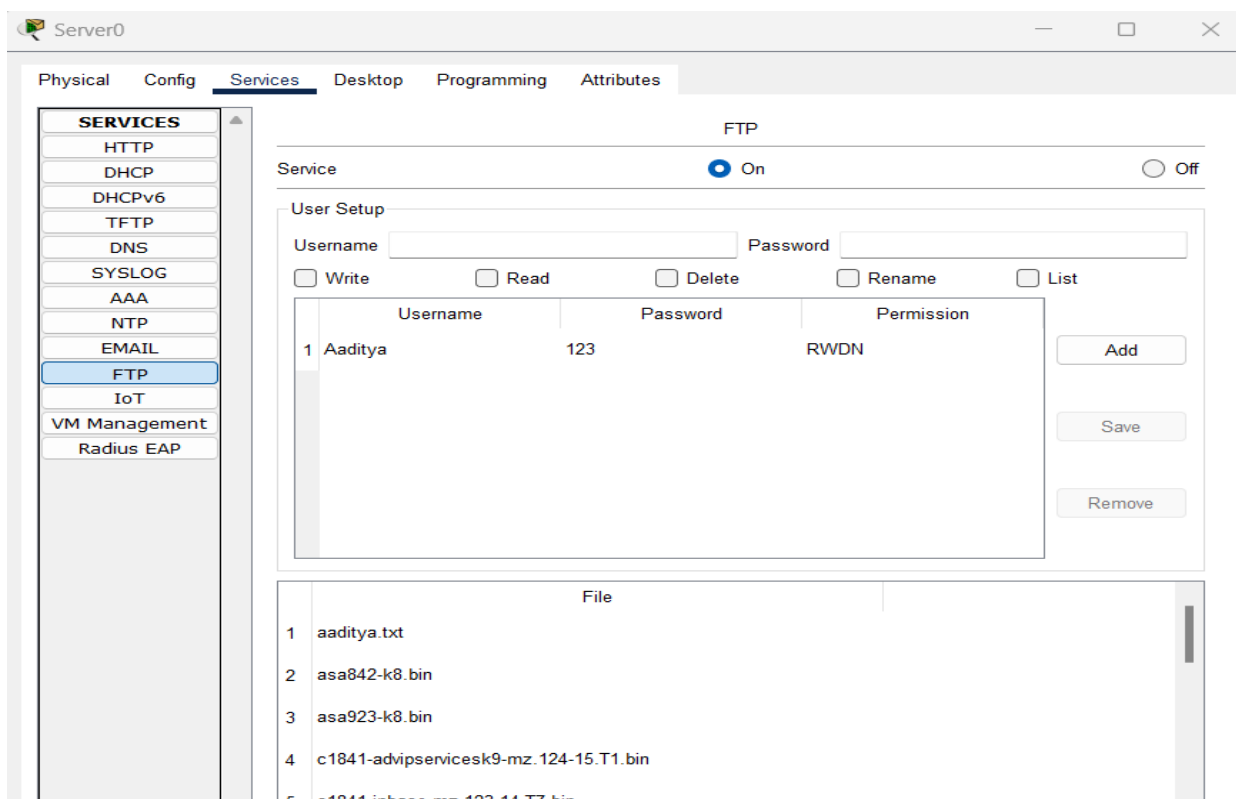 Server0
Physical Config Services Desktop Programming Attributes
SERVICES
HTTP
DHCP
DHCPv6
TFTP
DNS
SYSLOG
AAA
NTP
EMAIL
FTP
IoT
VM Management
Radius EAP
FTP
Service On Off
User Setup
Username Password
Write Read Delete Rename List
Username Password Permission
1 Aaditya 123 RWDN
Add
Save
Remove
File
1 aaditya.txt
2 asa842-k8.bin
3 asa923-k8.bin
4 c1841-advipservicesk9-mz.124-15.T1.bin